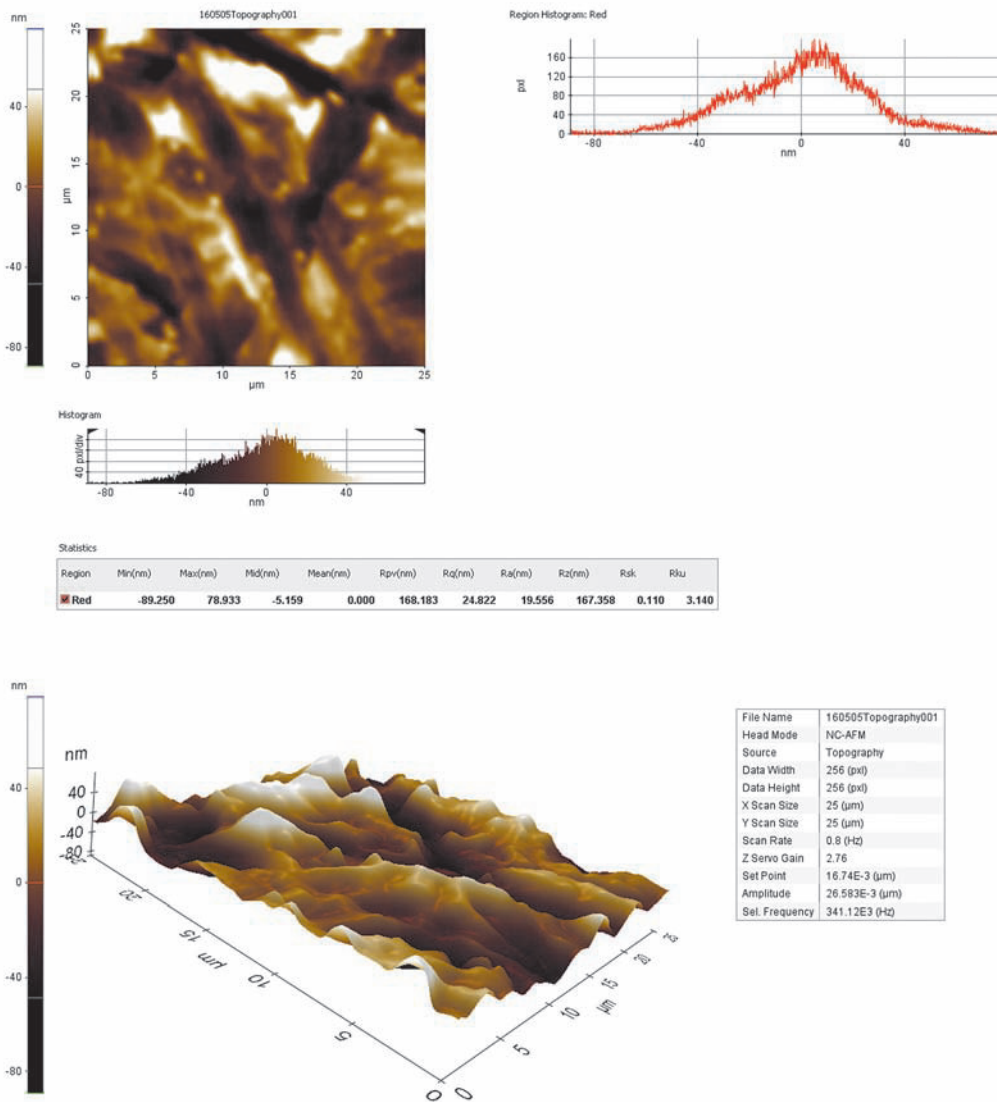 nm
40
0
-40
-80
160505Topography001
25
20
15
10
5
0
μm
0 5 10 15 20 25
μm
Region Histogram: Red
160
120
80
40
0
pxl
-80 -40 0 40
nm
Histogram
40 pxl/div
-80 -40 0 40
nm
Statistics
Region Min(nm) Max(nm) Mid(nm) Mean(nm) Rpv(nm) Rq(nm) Ra(nm) Rz(nm) Rsk Rku
Red -89.250 78.933 -5.159 0.000 168.183 24.822 19.556 167.358 0.110 3.140
nm
40
0
-40
-80
nm
40
0
-40
-80
20
15
μm
10
5
0
0
5
10
μm
15
20
25
File Name 160505Topography001
Head Mode NC-AFM
Source Topography
Data Width 256 (pxl)
Data Height 256 (pxl)
X Scan Size 25 (μm)
Y Scan Size 25 (μm)
Scan Rate 0.8 (Hz)
Z Servo Gain 2.76
Set Point 16.74E-3 (μm)
Amplitude 26.583E-3 (μm)
Sel. Frequency 341.12E3 (Hz)